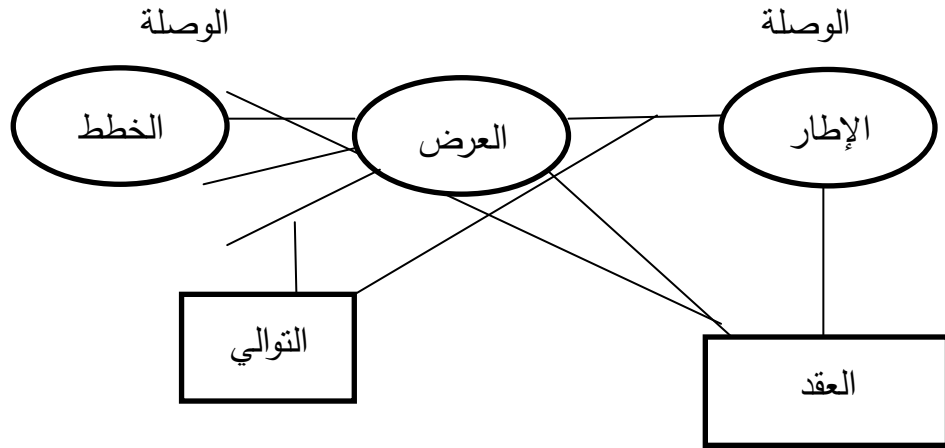 الوصلة
الوصلة
الإطار
العرض
الخطط
التوالي
العقد